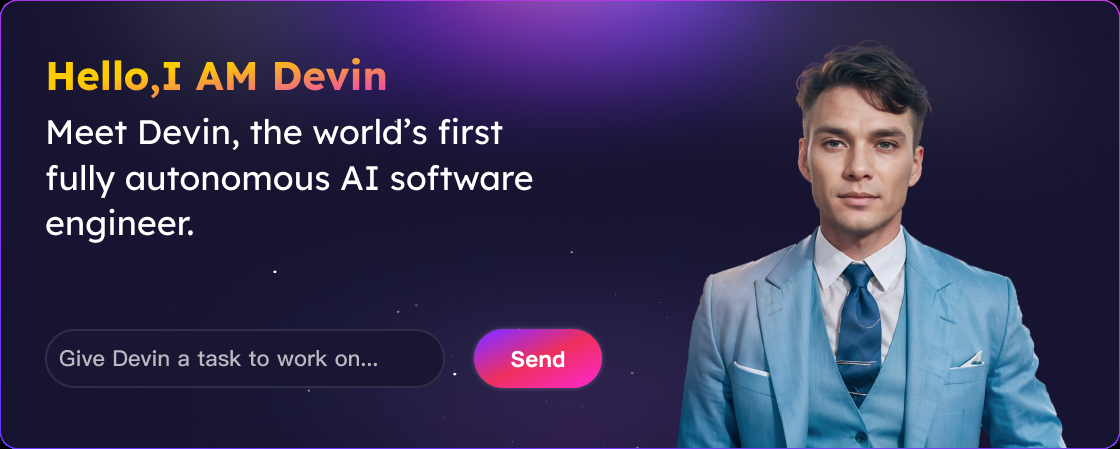 Hello,I AM Devin
Meet Devin, the world’s first
fully autonomous AI software
engineer.
Give Devin a task to work on...
Send